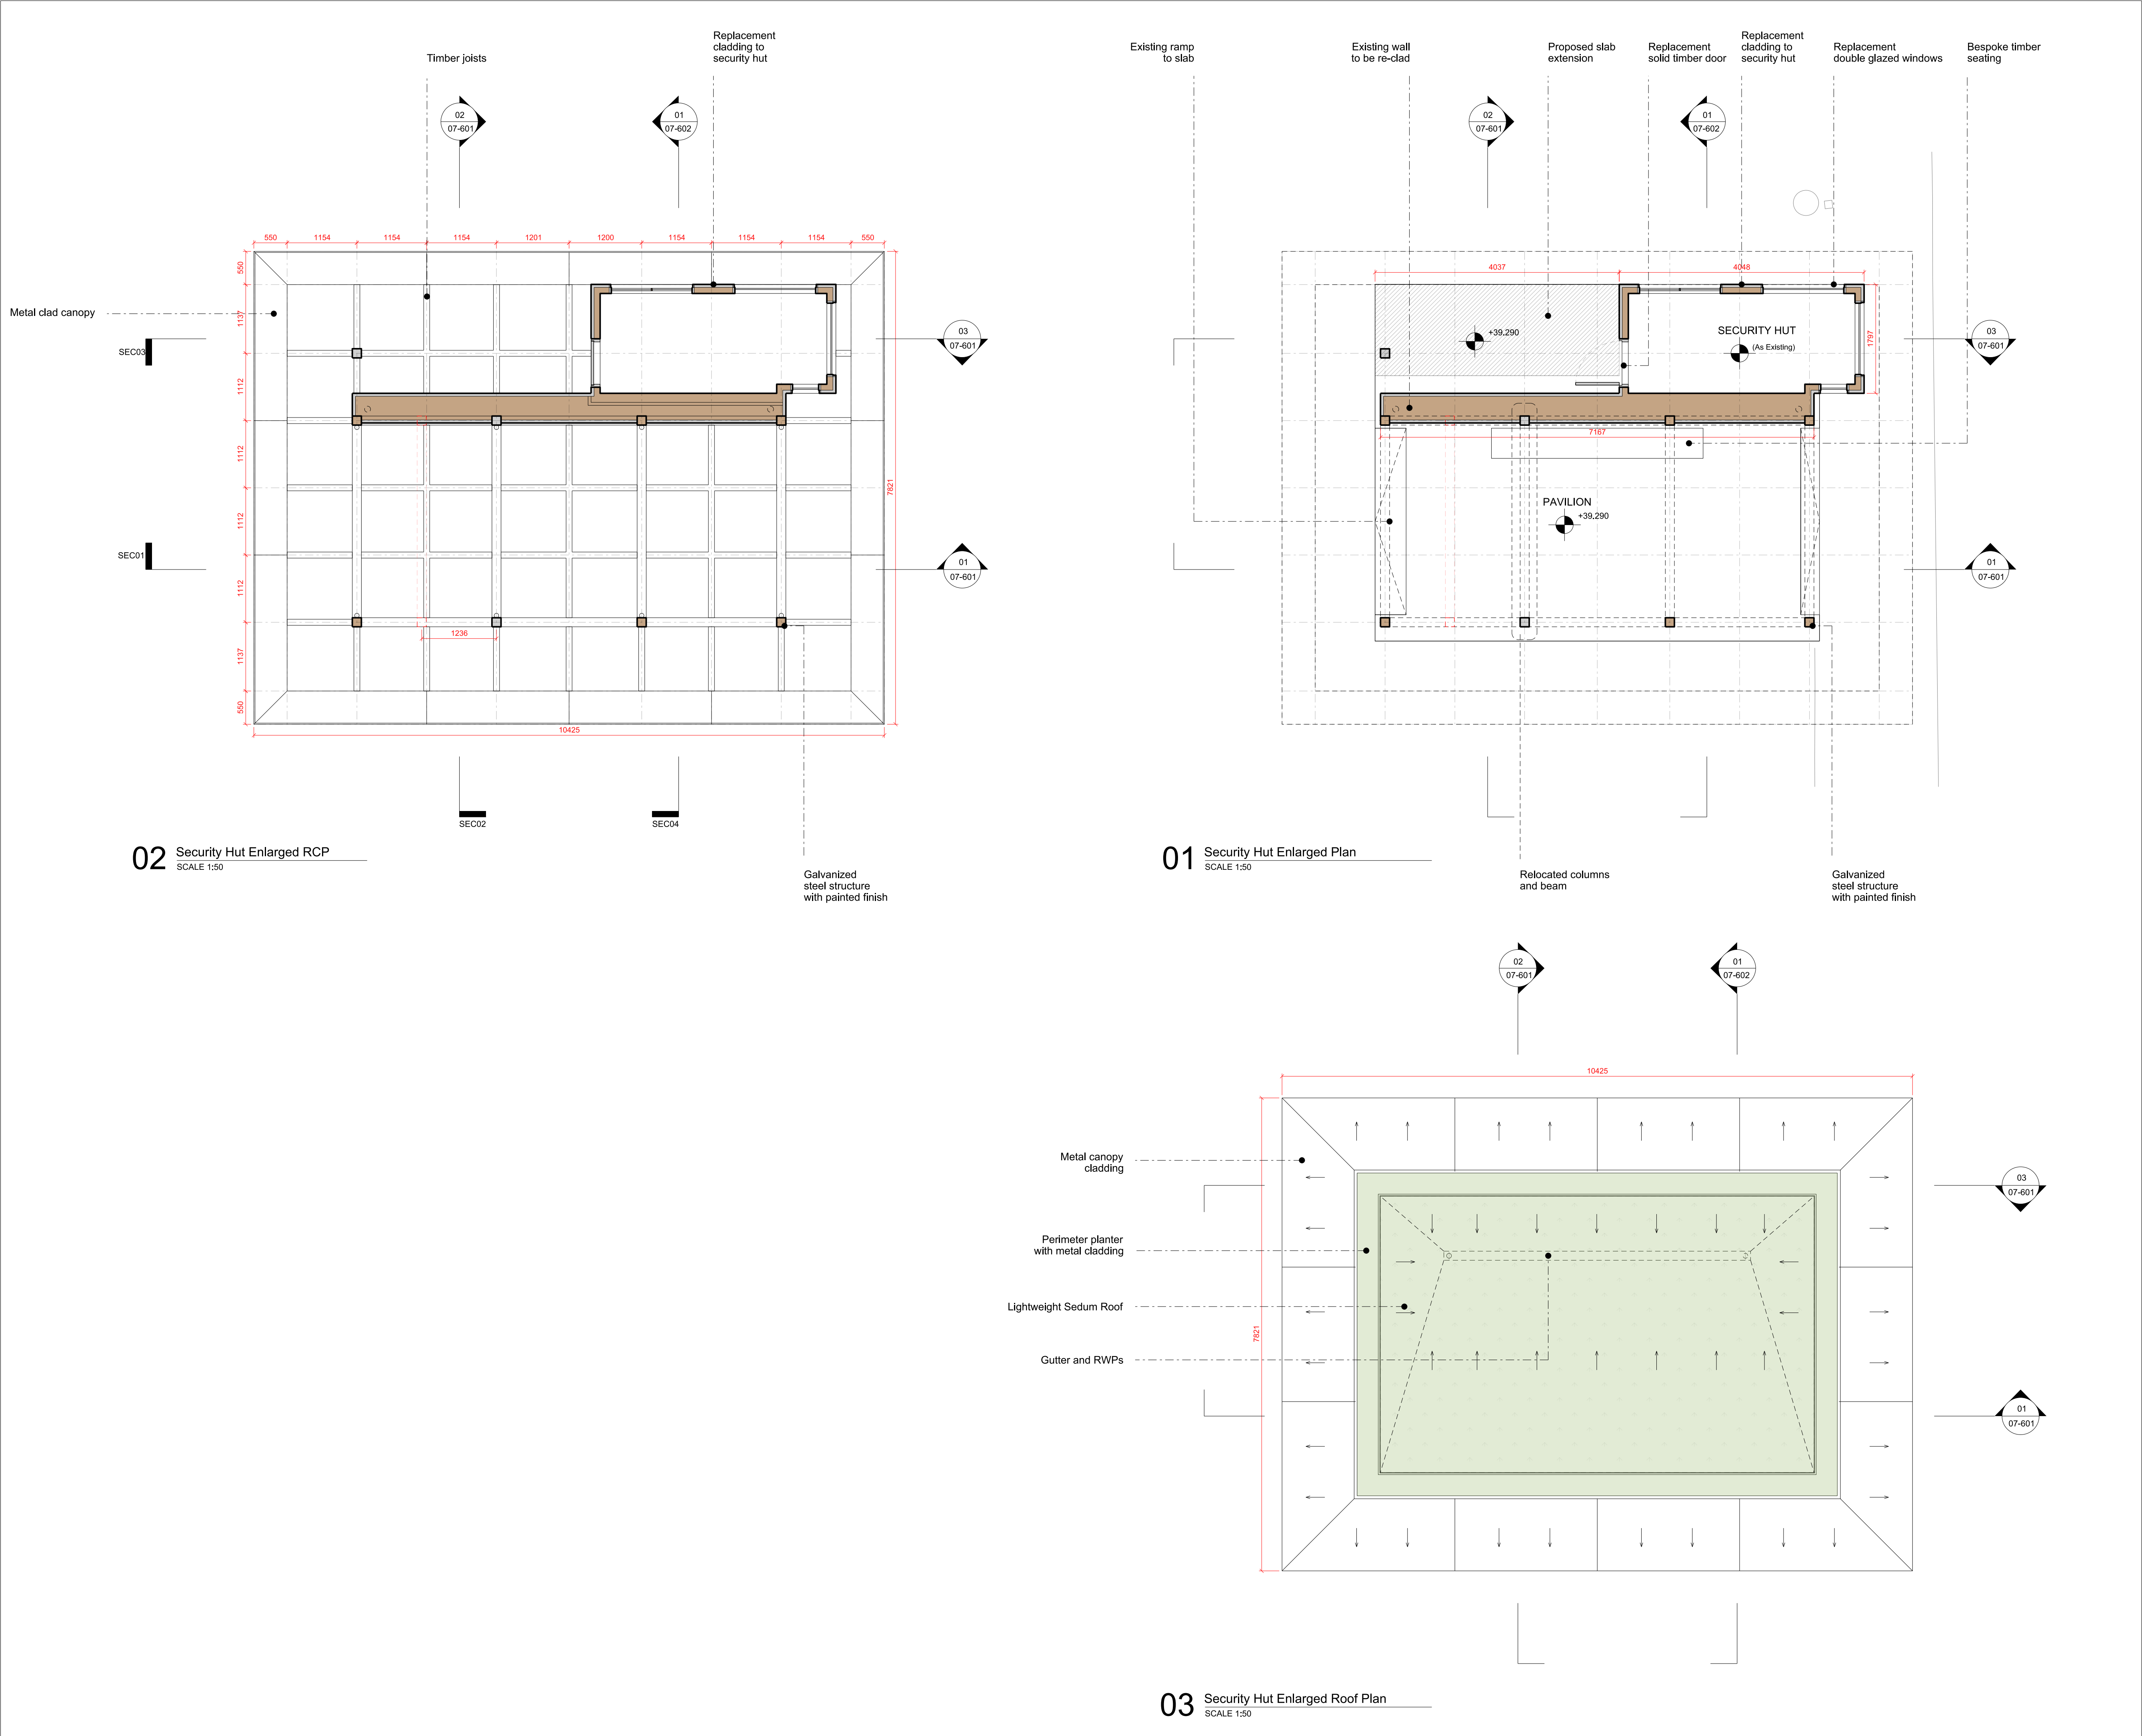 Timber joists
Replacement
cladding to
security hut
02
07-601
01
07-602
550
1154
1154
1154
1201
1200
1154
1154
1154
550
550
1137
1112
1112
1112
1112
1137
550
7821
1236
10425
Metal clad canopy
SEC03
SEC01
03
07-601
01
07-601
SEC02
SEC04
02
Security Hut Enlarged RCP
SCALE 1:50
Galvanized
steel structure
with painted finish
Existing ramp
to slab
Existing wall
to be re-clad
Proposed slab
extension
Replacement
solid timber door
Replacement
cladding to
security hut
Replacement
double glazed windows
Bespoke timber
seating
02
07-601
01
07-602
4037
4048
+39.290
SECURITY HUT
(As Existing)
1797
03
07-601
7167
PAVILION
+39.290
01
07-601
01
Security Hut Enlarged Plan
SCALE 1:50
Relocated columns
and beam
Galvanized
steel structure
with painted finish
02
07-601
01
07-602
10425
Metal canopy
cladding
03
07-601
Perimeter planter
with metal cladding
Lightweight Sedum Roof
7821
Gutter and RWPs
01
07-601
03
Security Hut Enlarged Roof Plan
SCALE 1:50